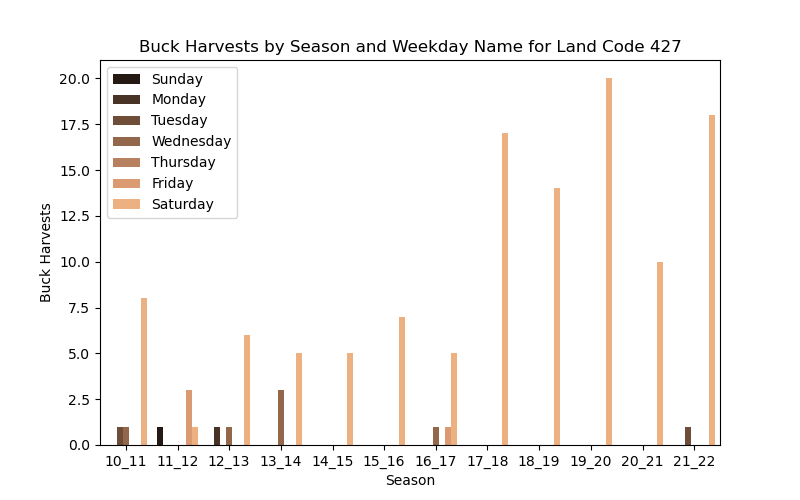 Buck Harvests by Season and Weekday Name for Land Code 427
Sunday
Monday
Tuesday
Wednesday
Thursday
Friday
Saturday
20.0
17.5
15.0
12.5
10.0
7.5
5.0
2.5
0.0
Buck Harvests
10_11 11_12 12_13 13_14 14_15 15_16 16_17 17_18 18_19 19_20 20_21 21_22
Season